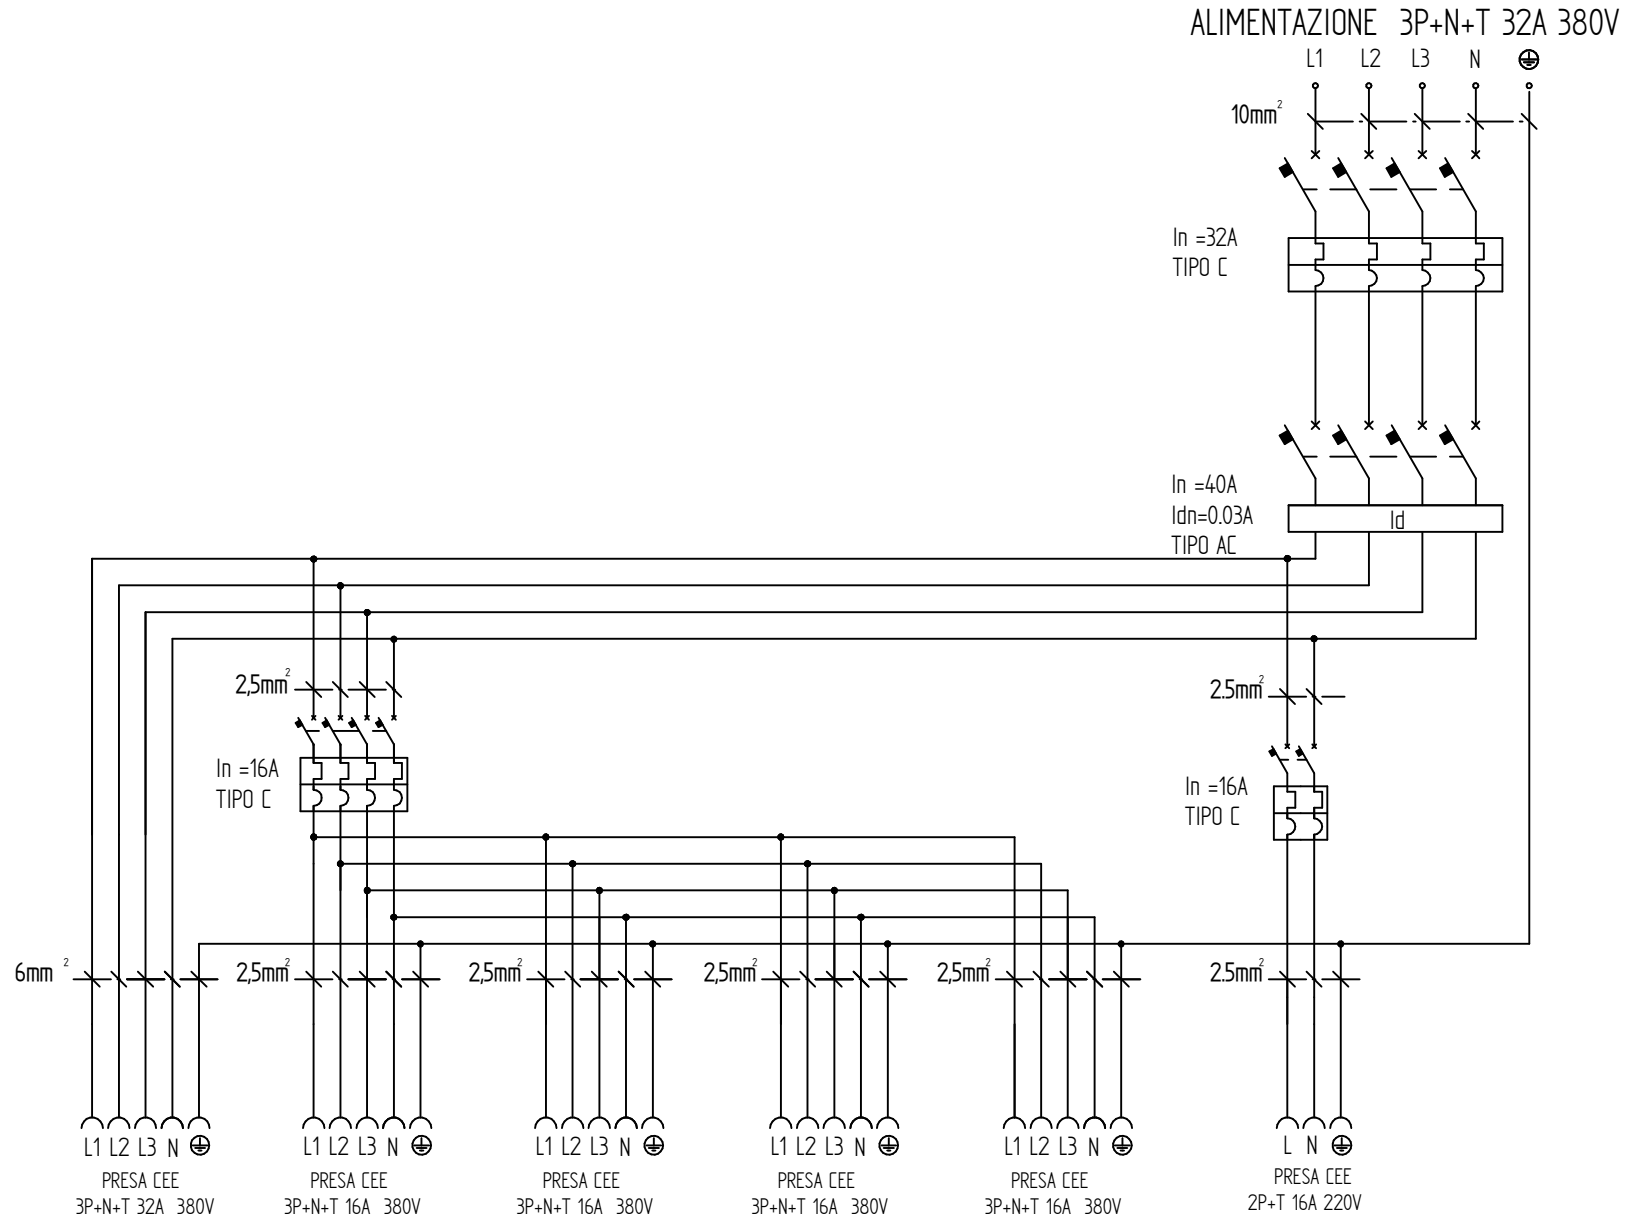 ALIMENTAZIONE 3P+N+T 32A 380V
L1 L2 L3 N
10mm²
In =32A
TIPO C
In =40A
Idn=0.03A
TIPO AC
Id
2,5mm²
2.5mm²
In =16A
TIPO C
In =16A
TIPO C
6mm ²
2,5mm²
2,5mm²
2,5mm²
2,5mm²
2.5mm²
L1 L2 L3 N
L1 L2 L3 N
L1 L2 L3 N
L1 L2 L3 N
L1 L2 L3 N
L N
PRESA CEE
3P+N+T 32A 380V
PRESA CEE
3P+N+T 16A 380V
PRESA CEE
3P+N+T 16A 380V
PRESA CEE
3P+N+T 16A 380V
PRESA CEE
3P+N+T 16A 380V
PRESA CEE
2P+T 16A 220V